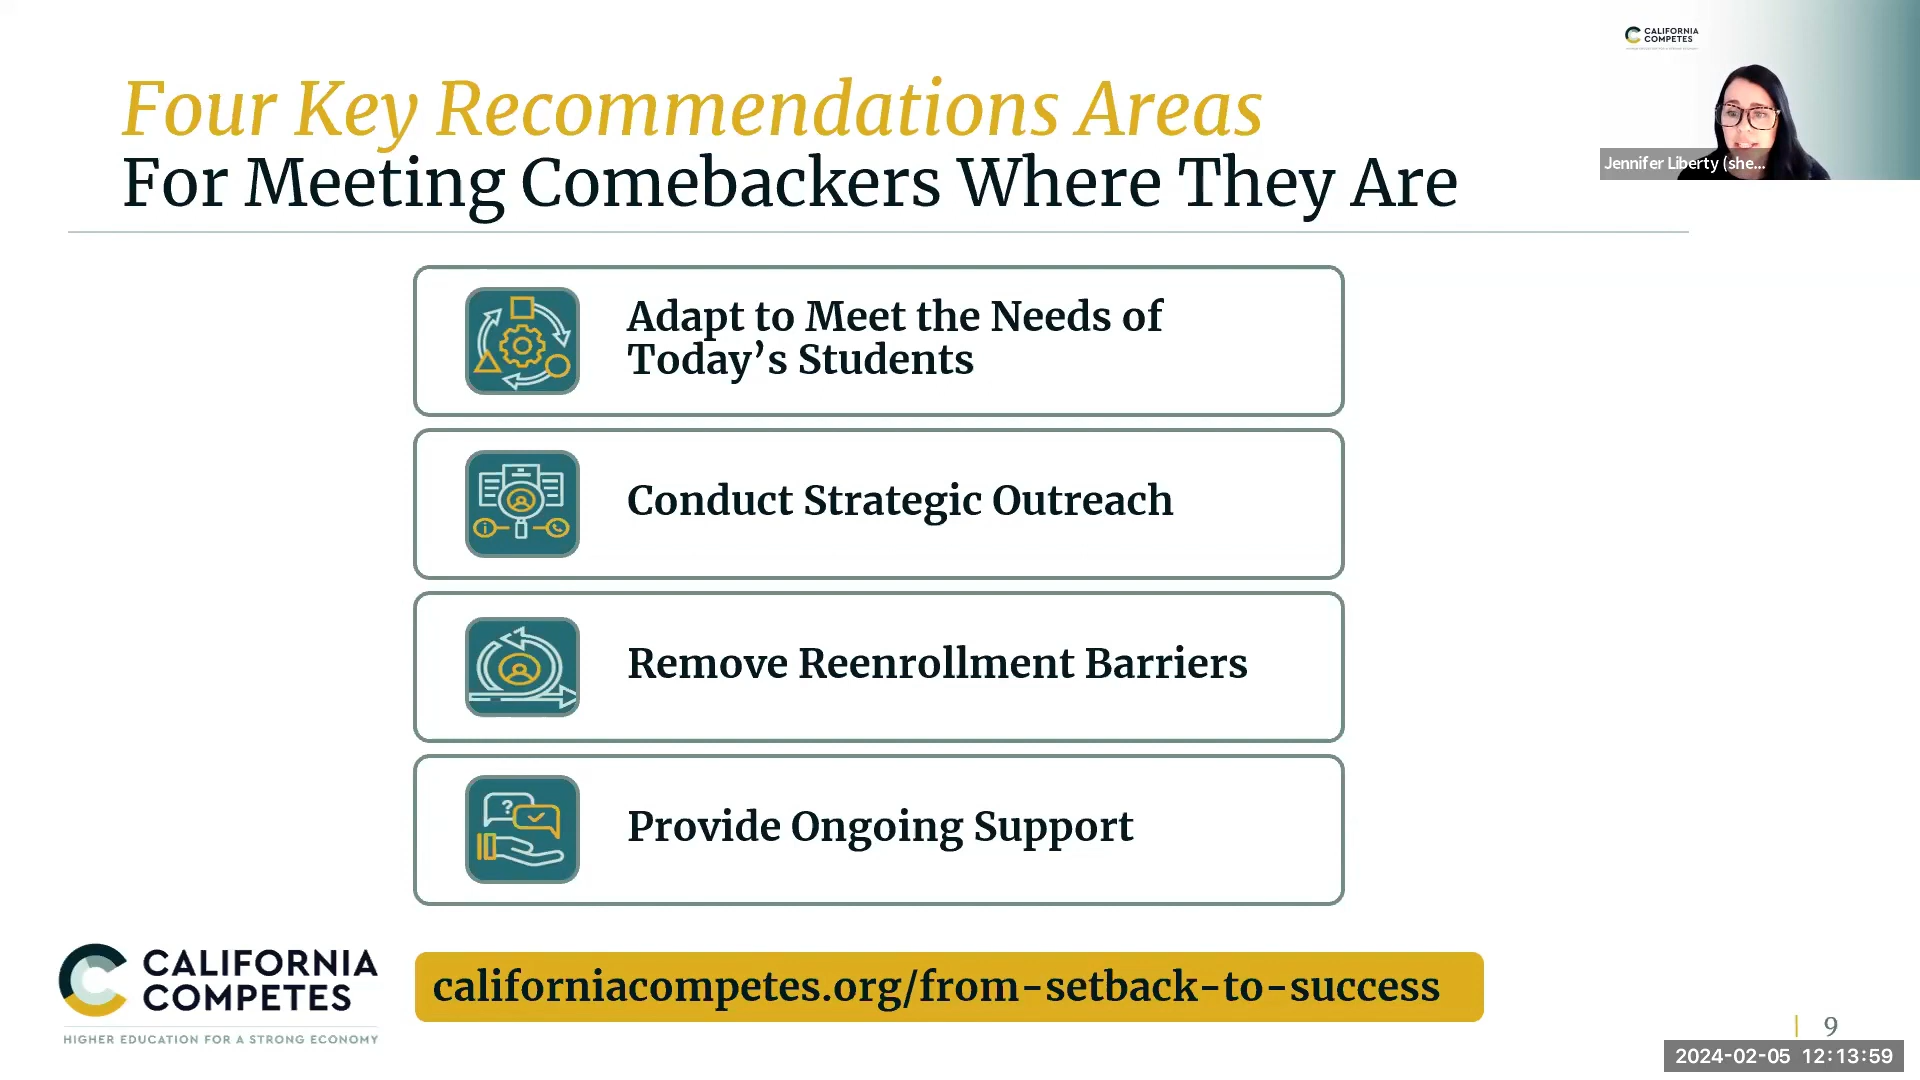 Four Key Recommendations Areas
For Meeting Comebackers Where They Are
CALIFORNIA
COMPETES
Jennifer Liberty (she...
Adapt to Meet the Needs of
Today’s Students
Conduct Strategic Outreach
Remove Reenrollment Barriers
Provide Ongoing Support
CALIFORNIA
COMPETES
HIGHER EDUCATION FOR A STRONG ECONOMY
californiacompetes.org/from-setback-to-success
9
2024-02-05 12:13:59